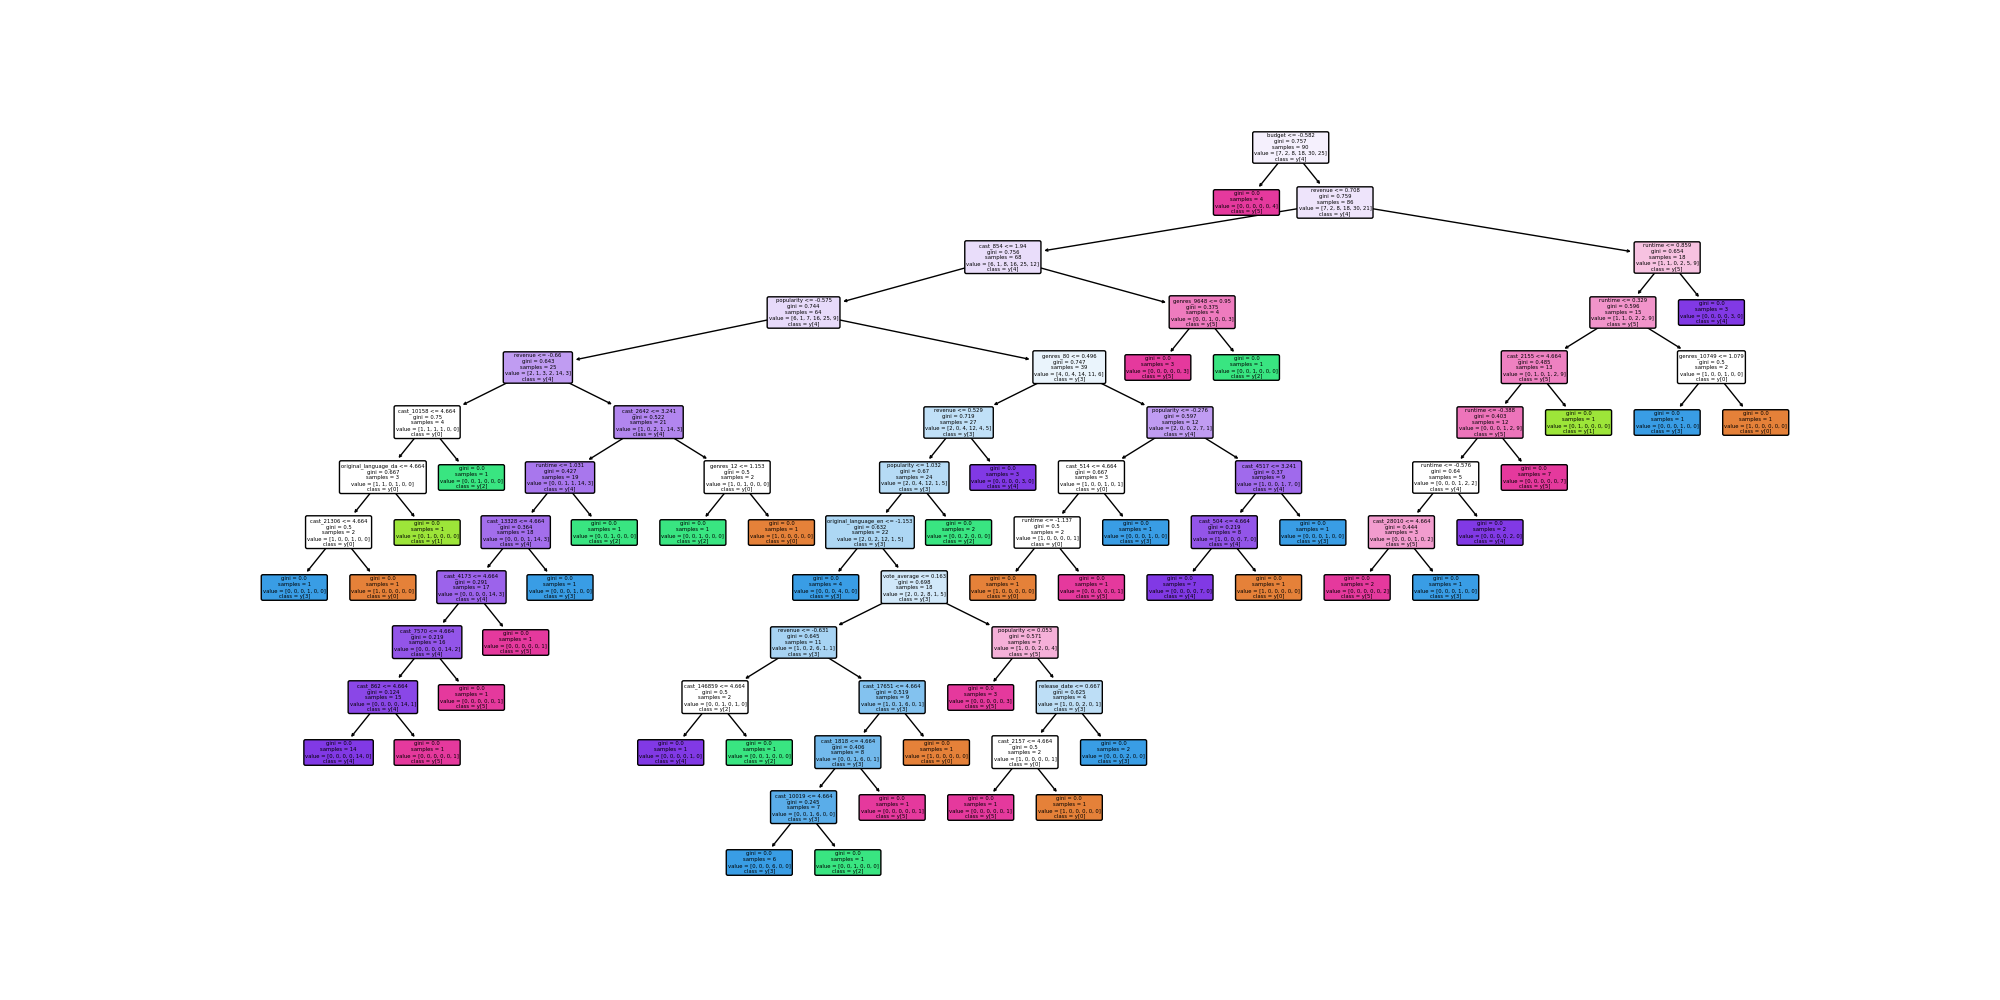 budget <= -0.582
gini = 0.757
samples = 90
value = [7, 2, 8, 18, 30, 25]
class = y[4]
gini = 0.0
samples = 4
value = [0, 0, 0, 0, 0, 4]
class = y[5]
revenue <= 0.708
gini = 0.759
samples = 86
value = [7, 2, 8, 18, 30, 21]
class = y[4]
cast_854 <= 1.94
gini = 0.756
samples = 68
value = [6, 1, 8, 16, 25, 12]
class = y[4]
runtime <= 0.859
gini = 0.654
samples = 18
value = [1, 1, 0, 2, 5, 9]
class = y[5]
popularity <= -0.575
gini = 0.744
samples = 64
value = [6, 1, 7, 16, 25, 9]
class = y[4]
genres_9648 <= 0.95
gini = 0.375
samples = 4
value = [0, 0, 1, 0, 0, 3]
class = y[5]
runtime <= 0.329
gini = 0.596
samples = 15
value = [1, 1, 0, 2, 2, 9]
class = y[5]
gini = 0.0
samples = 3
value = [0, 0, 0, 0, 3, 0]
class = y[4]
revenue <= -0.66
gini = 0.643
samples = 25
value = [2, 1, 3, 2, 14, 3]
class = y[4]
genres_80 <= 0.496
gini = 0.747
samples = 39
value = [4, 0, 4, 14, 11, 6]
class = y[3]
gini = 0.0
samples = 3
value = [0, 0, 0, 0, 0, 3]
class = y[5]
gini = 0.0
samples = 1
value = [0, 0, 1, 0, 0, 0]
class = y[2]
cast_2155 <= 4.664
gini = 0.485
samples = 13
value = [0, 1, 0, 1, 2, 9]
class = y[5]
genres_10749 <= 1.079
gini = 0.5
samples = 2
value = [1, 0, 0, 1, 0, 0]
class = y[0]
cast_10158 <= 4.664
gini = 0.75
samples = 4
value = [1, 1, 1, 1, 0, 0]
class = y[0]
cast_2642 <= 3.241
gini = 0.522
samples = 21
value = [1, 0, 2, 1, 14, 3]
class = y[4]
revenue <= 0.529
gini = 0.719
samples = 27
value = [2, 0, 4, 12, 4, 5]
class = y[3]
popularity <= -0.276
gini = 0.597
samples = 12
value = [2, 0, 0, 2, 7, 1]
class = y[4]
runtime <= -0.388
gini = 0.403
samples = 12
value = [0, 0, 0, 1, 2, 9]
class = y[5]
gini = 0.0
samples = 1
value = [0, 1, 0, 0, 0, 0]
class = y[1]
gini = 0.0
samples = 1
value = [0, 0, 0, 1, 0, 0]
class = y[3]
gini = 0.0
samples = 1
value = [1, 0, 0, 0, 0, 0]
class = y[0]
original_language_da <= 4.664
gini = 0.667
samples = 3
value = [1, 1, 0, 1, 0, 0]
class = y[0]
gini = 0.0
samples = 1
value = [0, 0, 1, 0, 0, 0]
class = y[2]
runtime <= 1.031
gini = 0.427
samples = 19
value = [0, 0, 1, 1, 14, 3]
class = y[4]
genres_12 <= 1.153
gini = 0.5
samples = 2
value = [1, 0, 1, 0, 0, 0]
class = y[0]
popularity <= 1.032
gini = 0.67
samples = 24
value = [2, 0, 4, 12, 1, 5]
class = y[3]
gini = 0.0
samples = 3
value = [0, 0, 0, 0, 3, 0]
class = y[4]
cast_514 <= 4.664
gini = 0.667
samples = 3
value = [1, 0, 0, 1, 0, 1]
class = y[0]
cast_4517 <= 3.241
gini = 0.37
samples = 9
value = [1, 0, 0, 1, 7, 0]
class = y[4]
runtime <= -0.576
gini = 0.64
samples = 5
value = [0, 0, 0, 1, 2, 2]
class = y[4]
gini = 0.0
samples = 7
value = [0, 0, 0, 0, 0, 7]
class = y[5]
cast_21306 <= 4.664
gini = 0.5
samples = 2
value = [1, 0, 0, 1, 0, 0]
class = y[0]
gini = 0.0
samples = 1
value = [0, 1, 0, 0, 0, 0]
class = y[1]
cast_13328 <= 4.664
gini = 0.364
samples = 18
value = [0, 0, 0, 1, 14, 3]
class = y[4]
gini = 0.0
samples = 1
value = [0, 0, 1, 0, 0, 0]
class = y[2]
gini = 0.0
samples = 1
value = [0, 0, 1, 0, 0, 0]
class = y[2]
gini = 0.0
samples = 1
value = [1, 0, 0, 0, 0, 0]
class = y[0]
original_language_en <= -1.153
gini = 0.632
samples = 22
value = [2, 0, 2, 12, 1, 5]
class = y[3]
gini = 0.0
samples = 2
value = [0, 0, 2, 0, 0, 0]
class = y[2]
runtime <= -1.137
gini = 0.5
samples = 2
value = [1, 0, 0, 0, 0, 1]
class = y[0]
gini = 0.0
samples = 1
value = [0, 0, 0, 1, 0, 0]
class = y[3]
cast_504 <= 4.664
gini = 0.219
samples = 8
value = [1, 0, 0, 0, 7, 0]
class = y[4]
gini = 0.0
samples = 1
value = [0, 0, 0, 1, 0, 0]
class = y[3]
cast_28010 <= 4.664
gini = 0.444
samples = 3
value = [0, 0, 0, 1, 0, 2]
class = y[5]
gini = 0.0
samples = 2
value = [0, 0, 0, 0, 2, 0]
class = y[4]
gini = 0.0
samples = 1
value = [0, 0, 0, 1, 0, 0]
class = y[3]
gini = 0.0
samples = 1
value = [1, 0, 0, 0, 0, 0]
class = y[0]
cast_4173 <= 4.664
gini = 0.291
samples = 17
value = [0, 0, 0, 0, 14, 3]
class = y[4]
gini = 0.0
samples = 1
value = [0, 0, 0, 1, 0, 0]
class = y[3]
gini = 0.0
samples = 4
value = [0, 0, 0, 4, 0, 0]
class = y[3]
vote_average <= 0.163
gini = 0.698
samples = 18
value = [2, 0, 2, 8, 1, 5]
class = y[3]
gini = 0.0
samples = 1
value = [1, 0, 0, 0, 0, 0]
class = y[0]
gini = 0.0
samples = 1
value = [0, 0, 0, 0, 0, 1]
class = y[5]
gini = 0.0
samples = 7
value = [0, 0, 0, 0, 7, 0]
class = y[4]
gini = 0.0
samples = 1
value = [1, 0, 0, 0, 0, 0]
class = y[0]
gini = 0.0
samples = 2
value = [0, 0, 0, 0, 0, 2]
class = y[5]
gini = 0.0
samples = 1
value = [0, 0, 0, 1, 0, 0]
class = y[3]
cast_7570 <= 4.664
gini = 0.219
samples = 16
value = [0, 0, 0, 0, 14, 2]
class = y[4]
gini = 0.0
samples = 1
value = [0, 0, 0, 0, 0, 1]
class = y[5]
revenue <= -0.631
gini = 0.645
samples = 11
value = [1, 0, 2, 6, 1, 1]
class = y[3]
popularity <= 0.053
gini = 0.571
samples = 7
value = [1, 0, 0, 2, 0, 4]
class = y[5]
cast_862 <= 4.664
gini = 0.124
samples = 15
value = [0, 0, 0, 0, 14, 1]
class = y[4]
gini = 0.0
samples = 1
value = [0, 0, 0, 0, 0, 1]
class = y[5]
cast_146859 <= 4.664
gini = 0.5
samples = 2
value = [0, 0, 1, 0, 1, 0]
class = y[2]
cast_17651 <= 4.664
gini = 0.519
samples = 9
value = [1, 0, 1, 6, 0, 1]
class = y[3]
gini = 0.0
samples = 3
value = [0, 0, 0, 0, 0, 3]
class = y[5]
release_date <= 0.667
gini = 0.625
samples = 4
value = [1, 0, 0, 2, 0, 1]
class = y[3]
gini = 0.0
samples = 14
value = [0, 0, 0, 0, 14, 0]
class = y[4]
gini = 0.0
samples = 1
value = [0, 0, 0, 0, 0, 1]
class = y[5]
gini = 0.0
samples = 1
value = [0, 0, 0, 0, 1, 0]
class = y[4]
gini = 0.0
samples = 1
value = [0, 0, 1, 0, 0, 0]
class = y[2]
cast_1818 <= 4.664
gini = 0.406
samples = 8
value = [0, 0, 1, 6, 0, 1]
class = y[3]
gini = 0.0
samples = 1
value = [1, 0, 0, 0, 0, 0]
class = y[0]
cast_2157 <= 4.664
gini = 0.5
samples = 2
value = [1, 0, 0, 0, 0, 1]
class = y[0]
gini = 0.0
samples = 2
value = [0, 0, 0, 2, 0, 0]
class = y[3]
cast_10019 <= 4.664
gini = 0.245
samples = 7
value = [0, 0, 1, 6, 0, 0]
class = y[3]
gini = 0.0
samples = 1
value = [0, 0, 0, 0, 0, 1]
class = y[5]
gini = 0.0
samples = 1
value = [0, 0, 0, 0, 0, 1]
class = y[5]
gini = 0.0
samples = 1
value = [1, 0, 0, 0, 0, 0]
class = y[0]
gini = 0.0
samples = 6
value = [0, 0, 0, 6, 0, 0]
class = y[3]
gini = 0.0
samples = 1
value = [0, 0, 1, 0, 0, 0]
class = y[2]